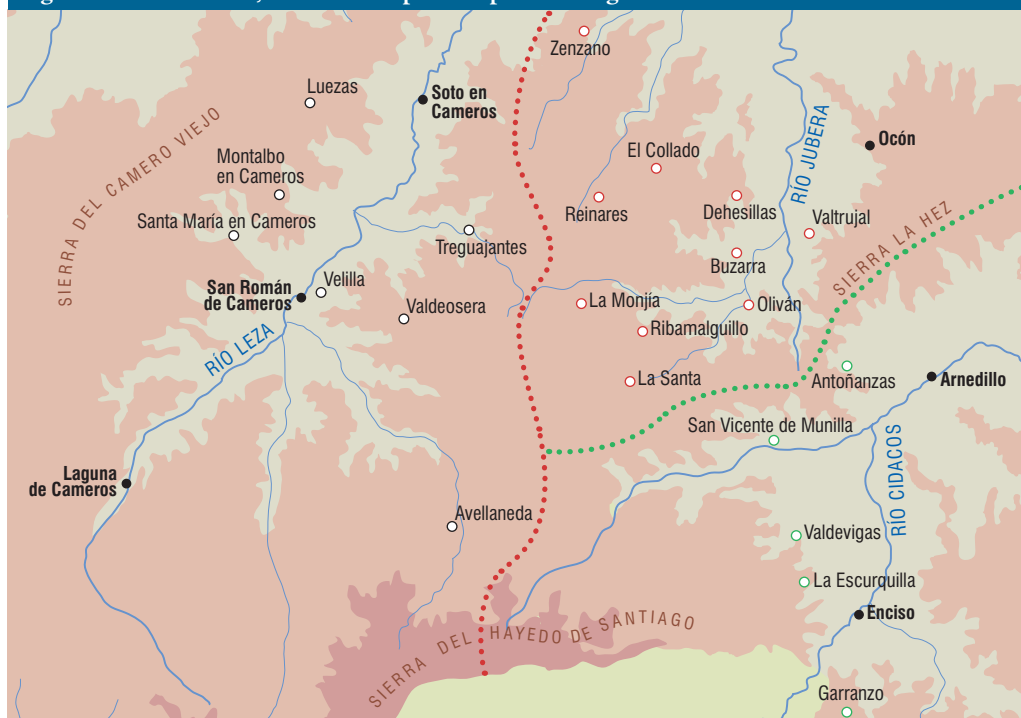 Zenzano
Luezas
Soto en
Cameros
SIERRA DEL CAMERO VIEJO
Montalbo
en Cameros
El Collado
RÍO JUBERA
Ocón
Santa María en Cameros
Reinares
Dehesillas
Valtrujal
Treguajantes
SIERRA LA HEZ
Buzarra
San Román
de Cameros
Velilla
Valdeosera
La Monjía
Oliván
Ribamalguillo
RÍO LEZA
La Santa
Antoñanzas
Arnedillo
San Vicente de Munilla
RÍO CIDACOS
Laguna
de Cameros
Avellaneda
Valdevigas
La Escurquilla
Enciso
SIERRA DEL HAYEDO DE SANTIAGO
Garranzo